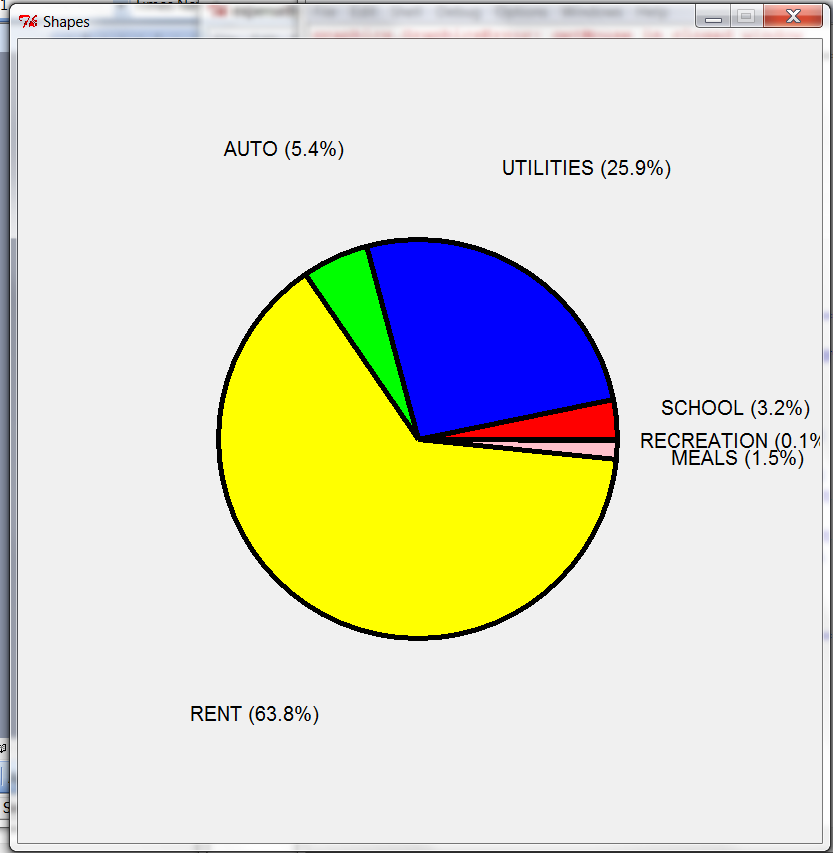 Shapes
AUTO (5.4%)
UTILITIES (25.9%)
SCHOOL (3.2%)
RECREATION (0.1%
MEALS (1.5%)
RENT (63.8%)